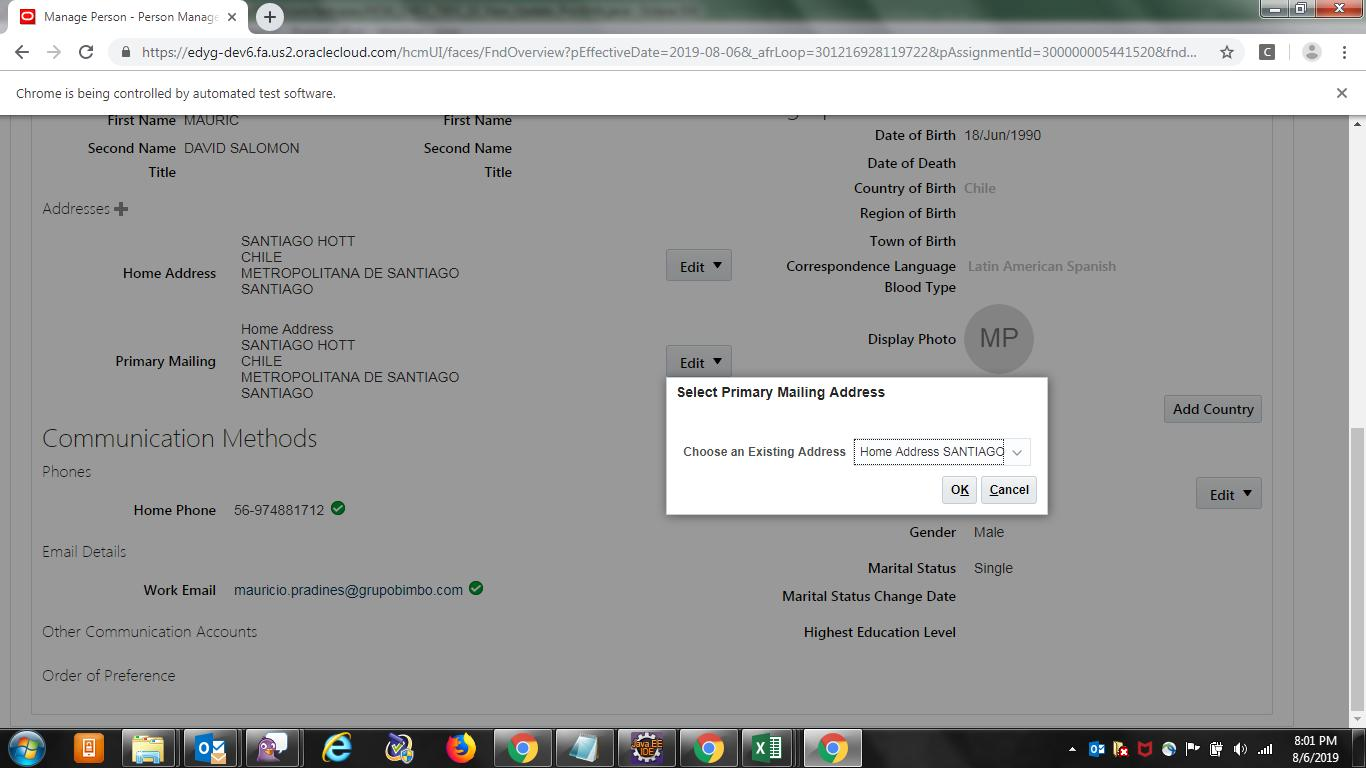 Manage Person - Person Manage
https://edyg-dev6.fa.us2.oraclecloud.com/hcmUI/faces/FndOverview?pEffectiveDate=2019-08-06&_afrLoop=301216928119722&pAssignmentId=300000005441520&fnd...
C
Chrome is being controlled by automated test software.
First Name MAURIC
First Name
Second Name DAVID SALOMON
Second Name
Title
Title
Addresses
Home Address
SANTIAGO HOTT
CHILE
METROPOLITANA DE SANTIAGO
SANTIAGO
Edit
Primary Mailing
Home Address
SANTIAGO HOTT
CHILE
METROPOLITANA DE SANTIAGO
SANTIAGO
Edit
Communication Methods
Phones
Home Phone 56-974881712
Email Details
Work Email mauricio.pradines@grupobimbo.com
Other Communication Accounts
Order of Preference
Date of Birth 18/Jun/1990
Date of Death
Country of Birth Chile
Region of Birth
Town of Birth
Correspondence Language Latin American Spanish
Blood Type
Display Photo MP
Select Primary Mailing Address
Choose an Existing Address Home Address SANTIAGO
OK Cancel
Add Country
Edit
Gender Male
Marital Status Single
Marital Status Change Date
Highest Education Level
Java EE
IDE
8:01 PM
8/6/2019